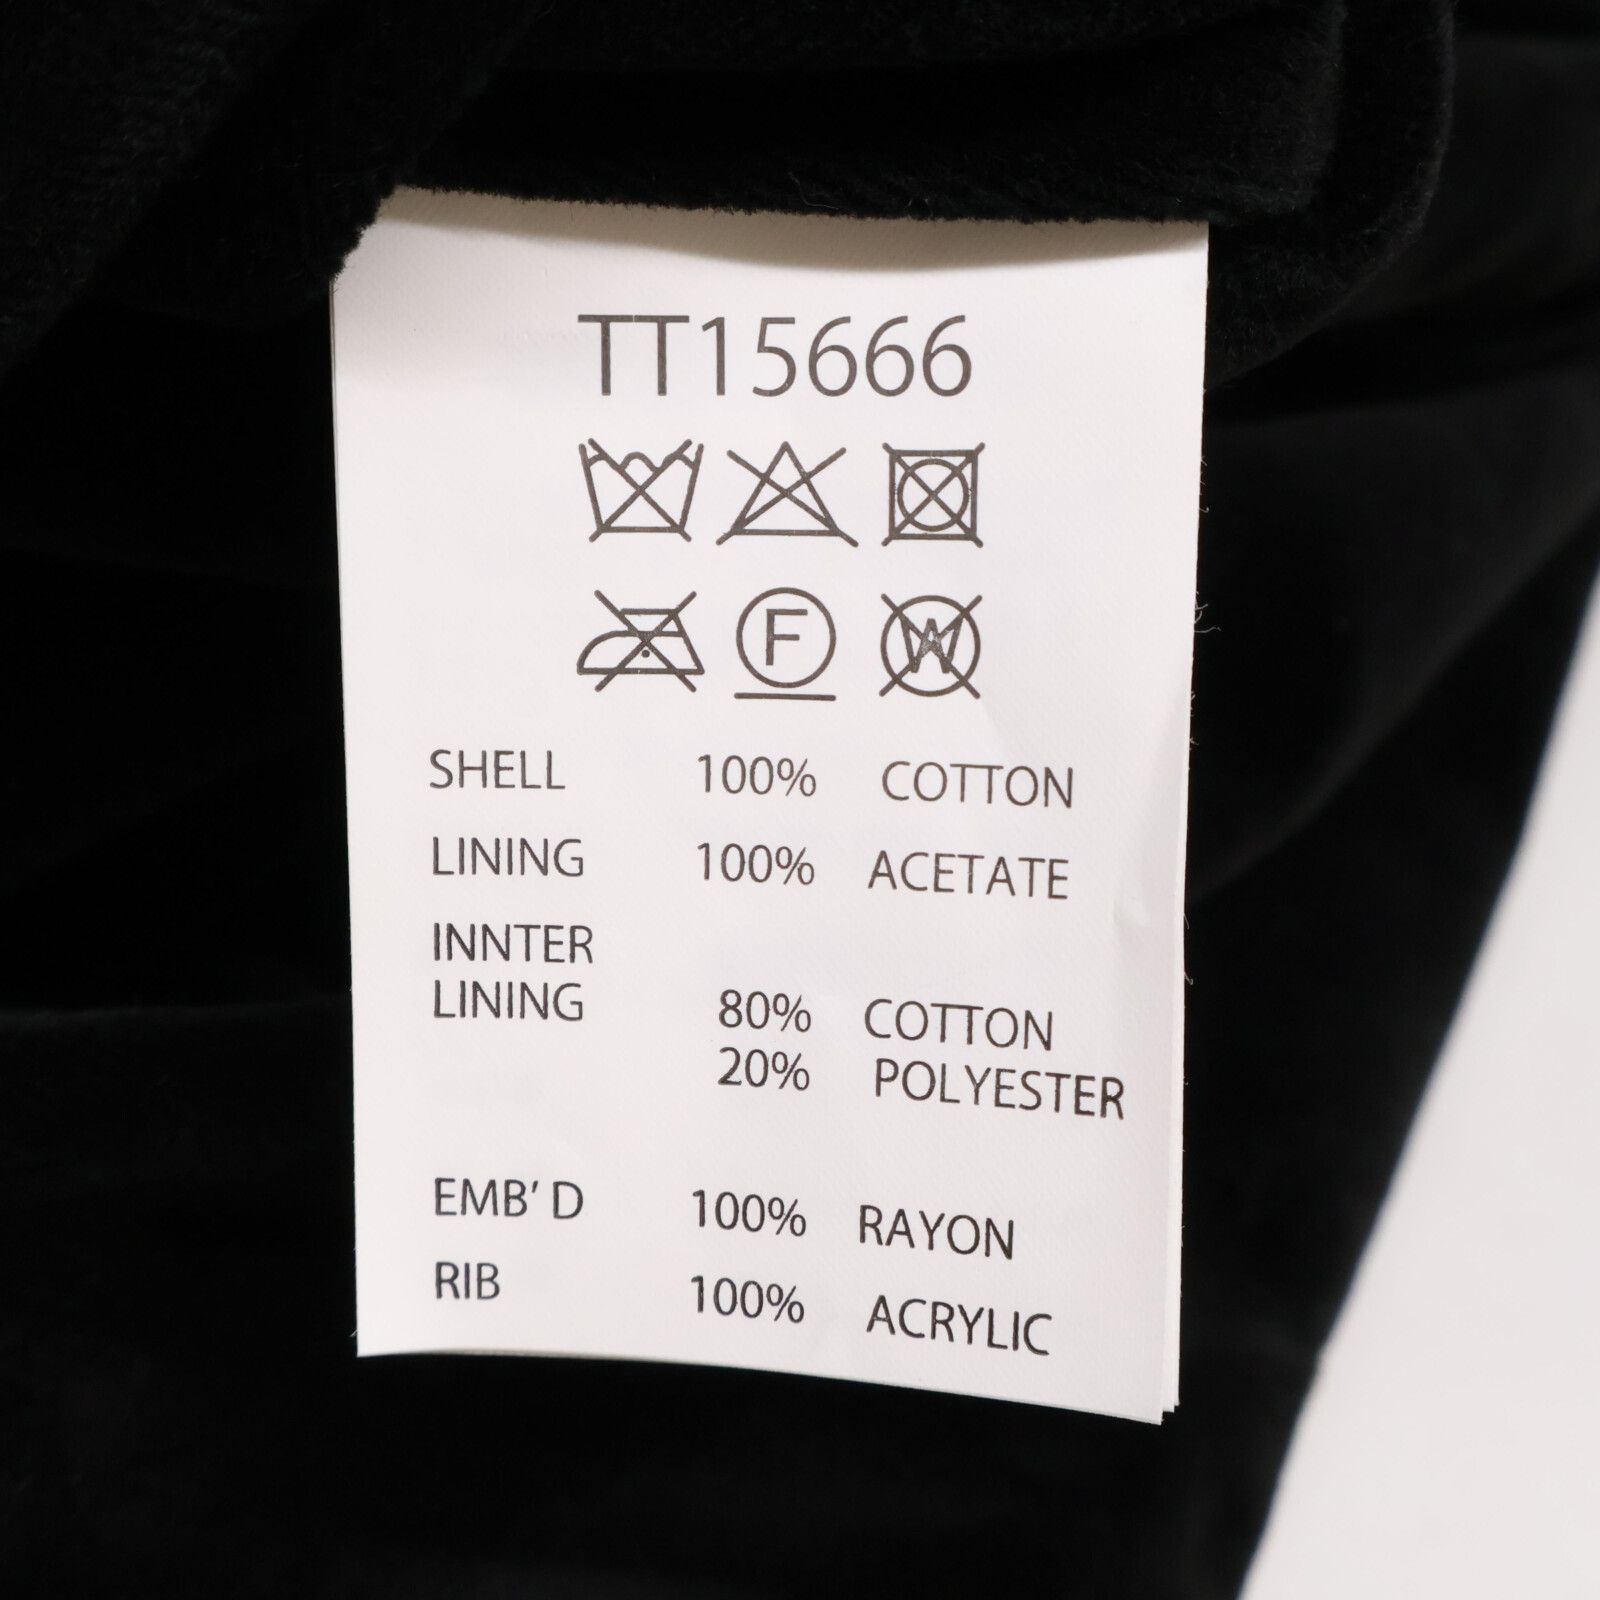 TT15666
F W
SHELL 100% COTTON
LINING 100% ACETATE
INNTER
LINING 80% COTTON
20% POLYESTER
EMB' D 100% RAYON
RIB 100% ACRYLIC